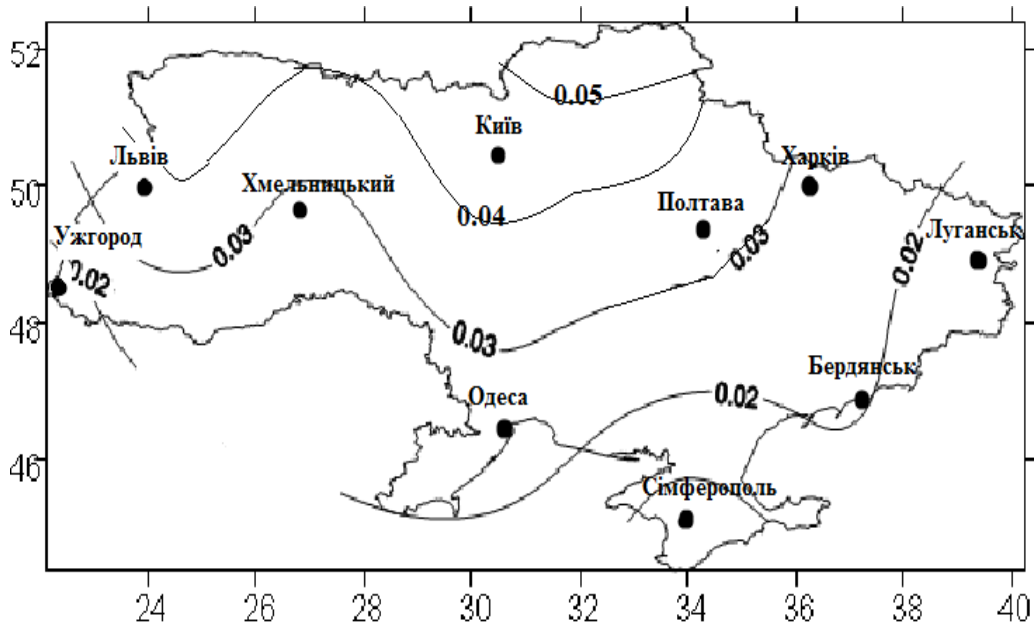 52
0.05
Київ
Львів
Харків
50
Хмельницький
Полтава
0.04
Ужгород
0.03
0.03
0.02
Луганськ
0.02
48
0.03
Бердянськ
Одеса
0.02
46
Сімферополь
24
26
28
30
32
34
36
38
40